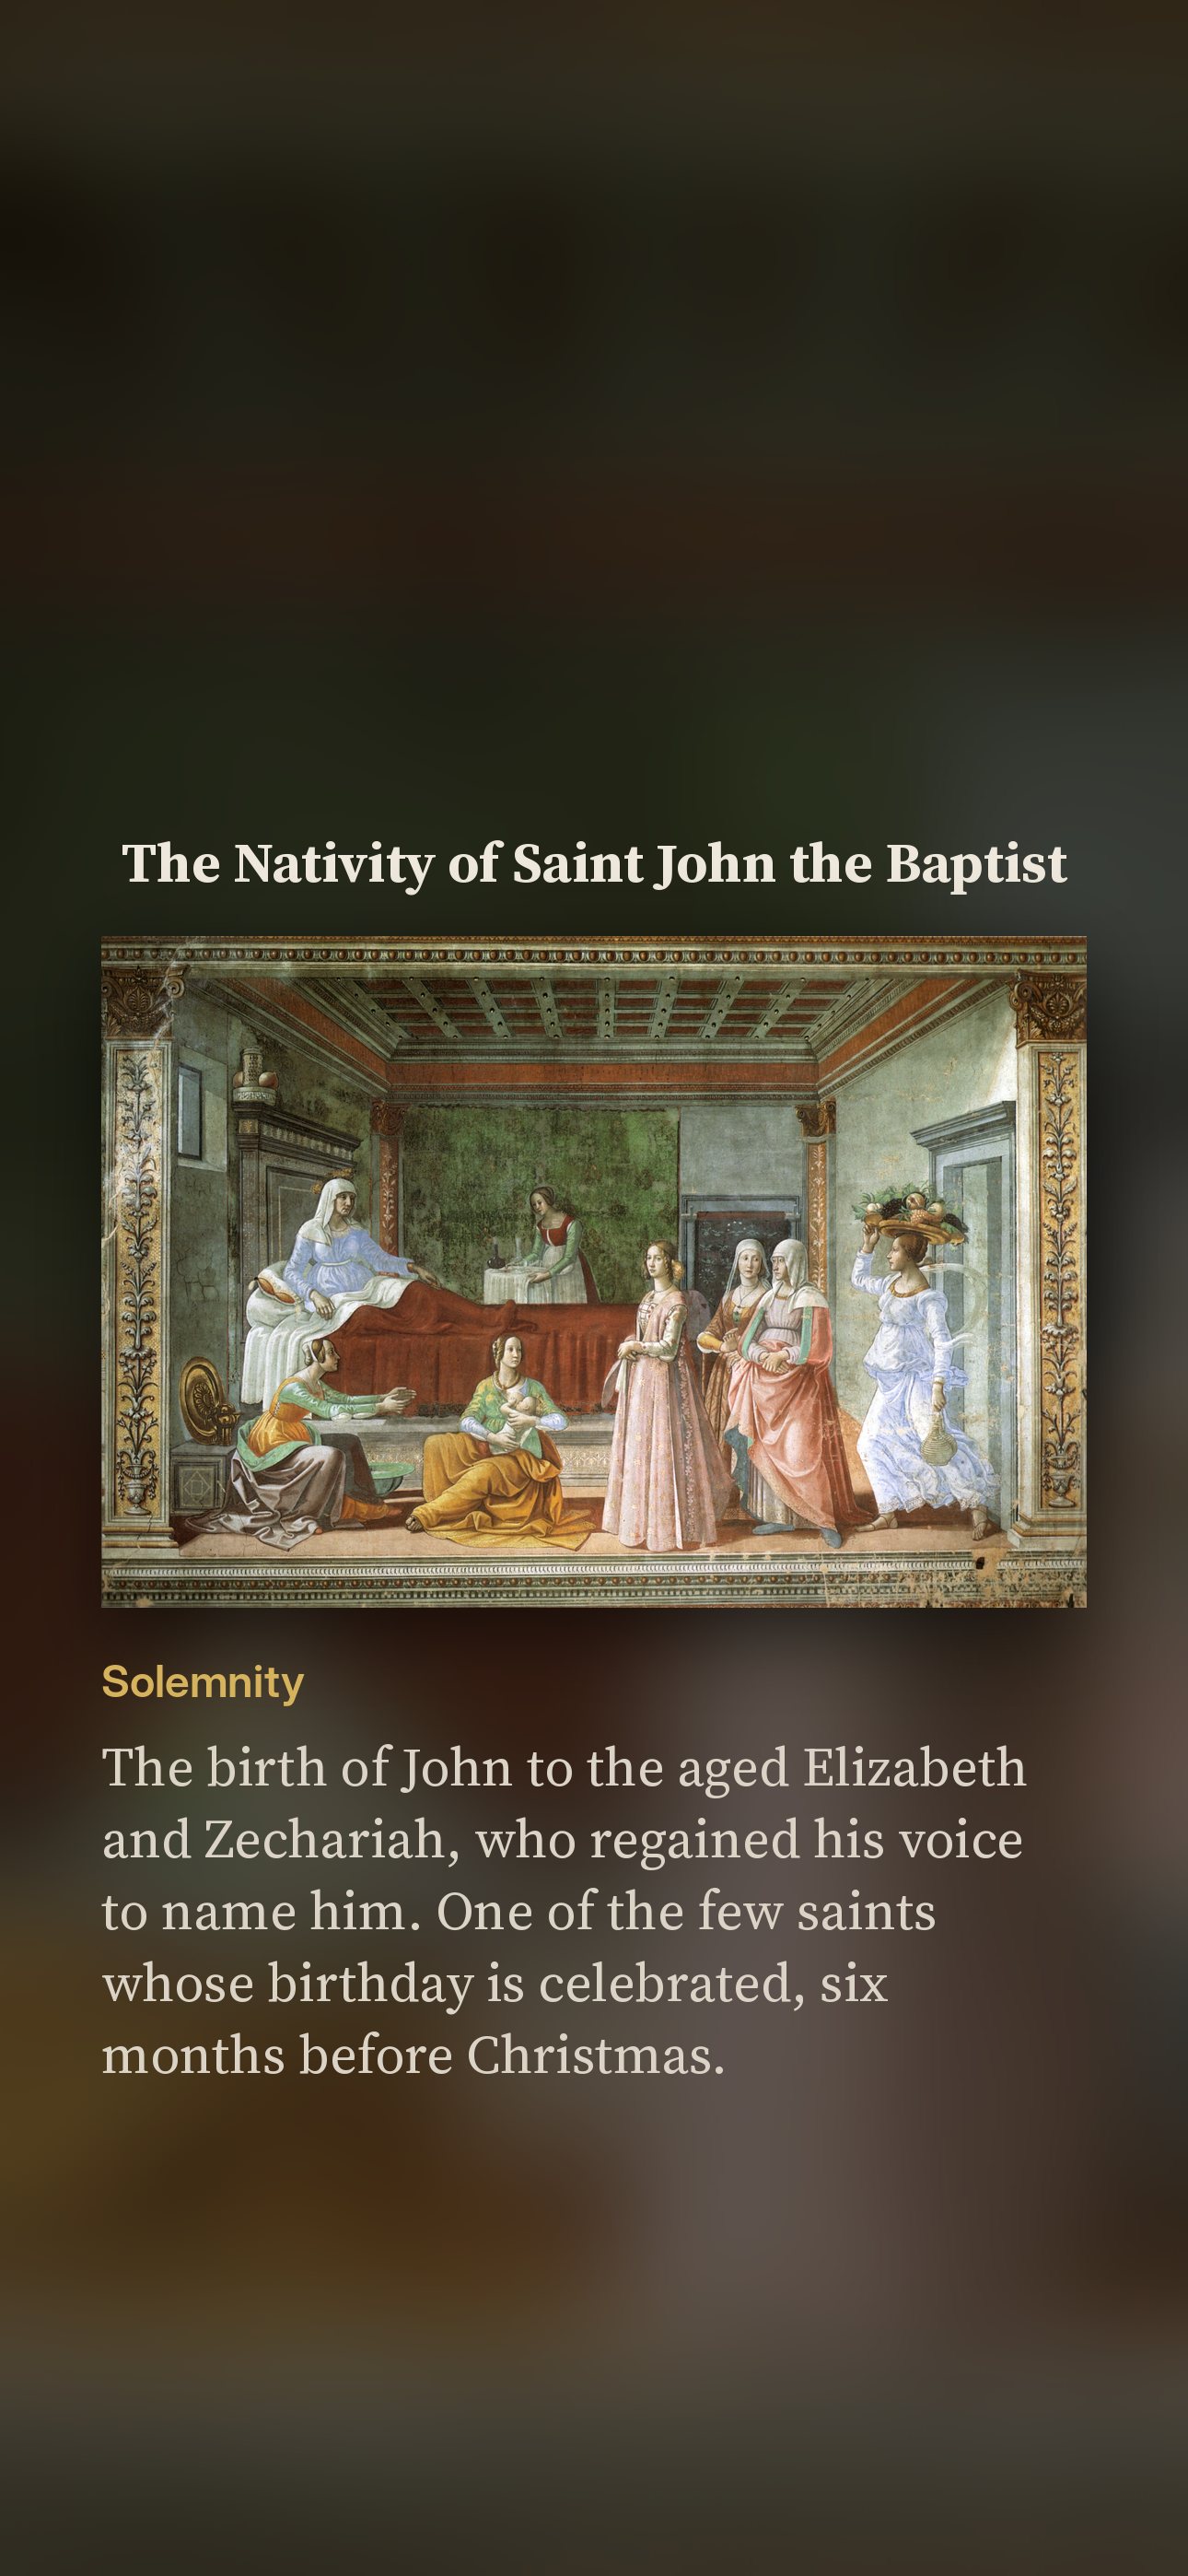 The Nativity of Saint John the Baptist
Solemnity
The birth of John to the aged Elizabeth
and Zechariah, who regained his voice
to name him. One of the few saints
whose birthday is celebrated, six
months before Christmas.